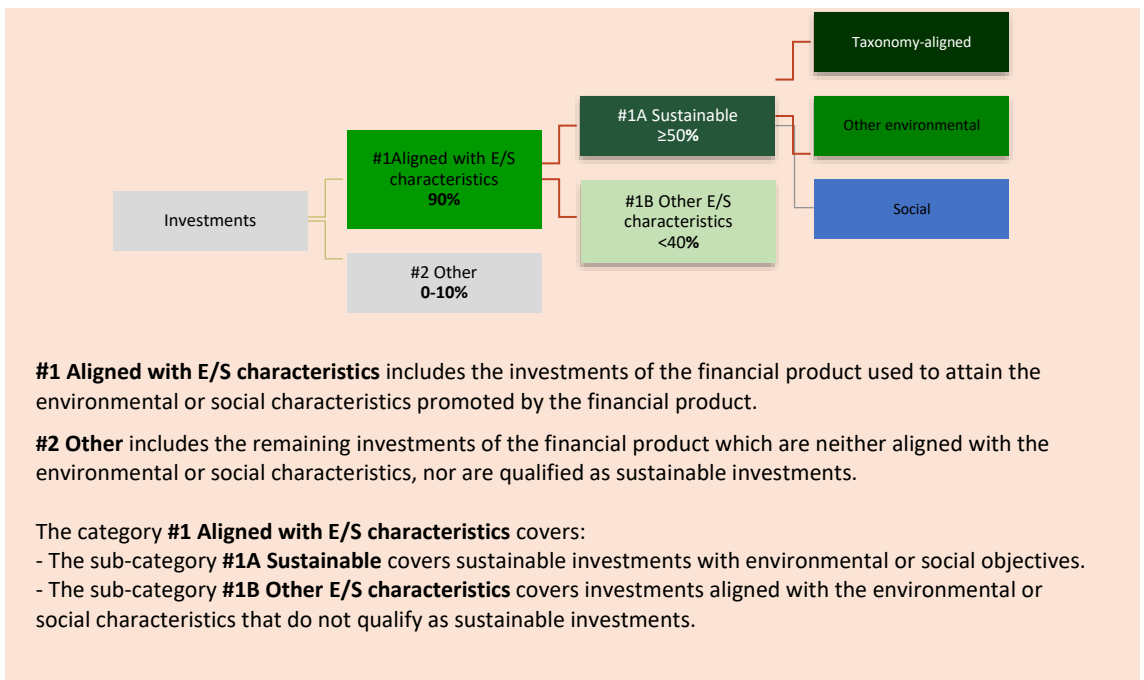 Taxonomy-aligned
#1A Sustainable
≥50%
Other environmental
#1Aligned with E/S
characteristics
90%
#1B Other E/S
characteristics
<40%
Social
Investments
#2 Other
0-10%
#1 Aligned with E/S characteristics includes the investments of the financial product used to attain the
environmental or social characteristics promoted by the financial product.
#2 Other includes the remaining investments of the financial product which are neither aligned with the
environmental or social characteristics, nor are qualified as sustainable investments.
The category #1 Aligned with E/S characteristics covers:
- The sub-category #1A Sustainable covers sustainable investments with environmental or social objectives.
- The sub-category #1B Other E/S characteristics covers investments aligned with the environmental or
social characteristics that do not qualify as sustainable investments.